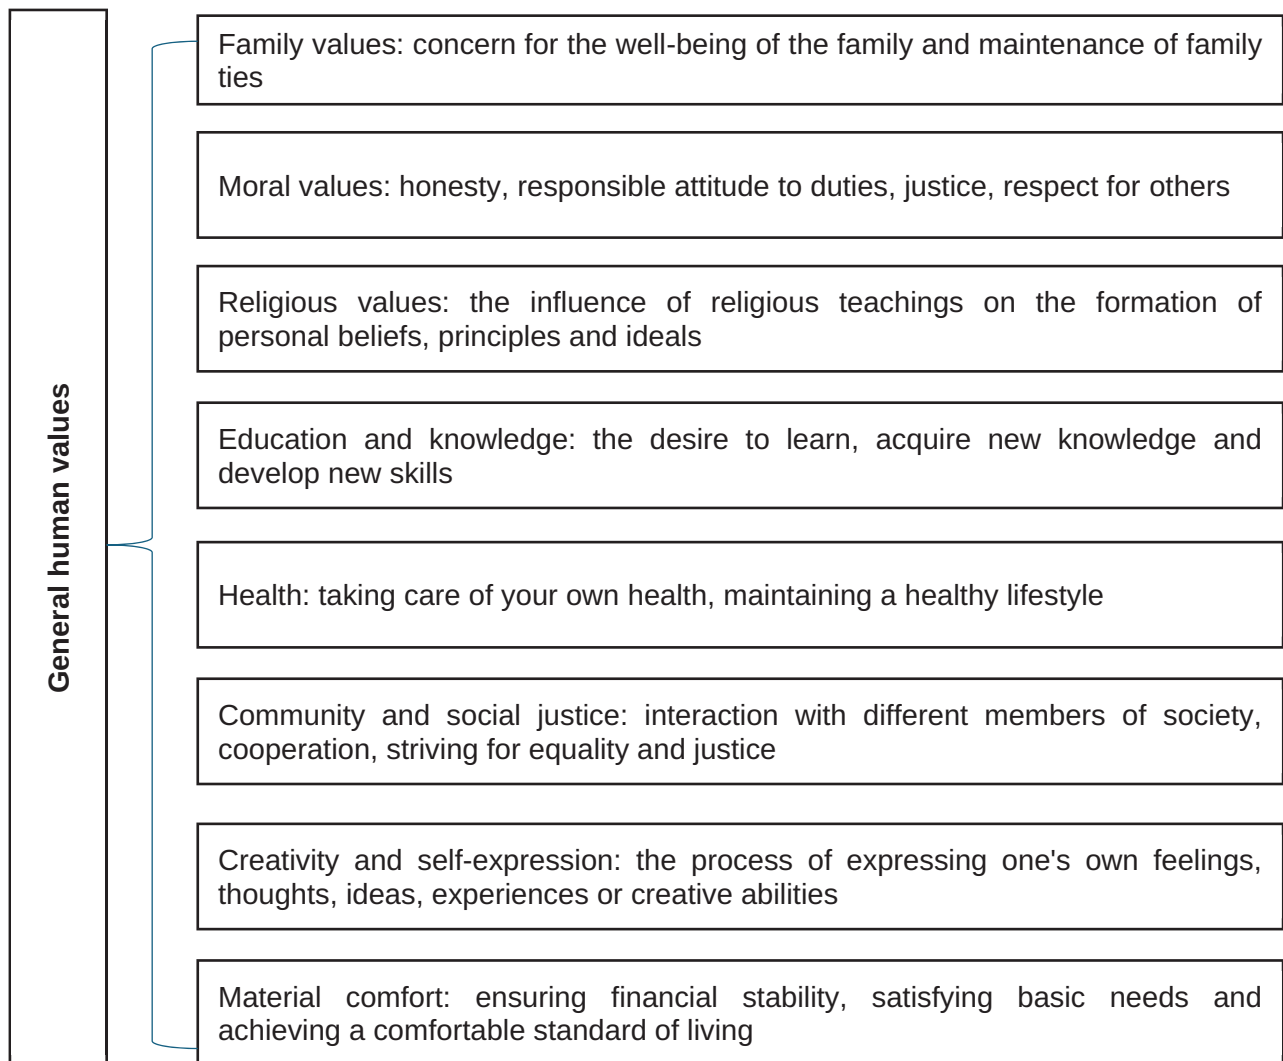 General human values
Family values: concern for the well-being of the family and maintenance of family
ties
Moral values: honesty, responsible attitude to duties, justice, respect for others
Religious values: the influence of religious teachings on the formation of
personal beliefs, principles and ideals
Education and knowledge: the desire to learn, acquire new knowledge and
develop new skills
Health: taking care of your own health, maintaining a healthy lifestyle
Community and social justice: interaction with different members of society,
cooperation, striving for equality and justice
Creativity and self-expression: the process of expressing one's own feelings,
thoughts, ideas, experiences or creative abilities
Material comfort: ensuring financial stability, satisfying basic needs and
achieving a comfortable standard of living